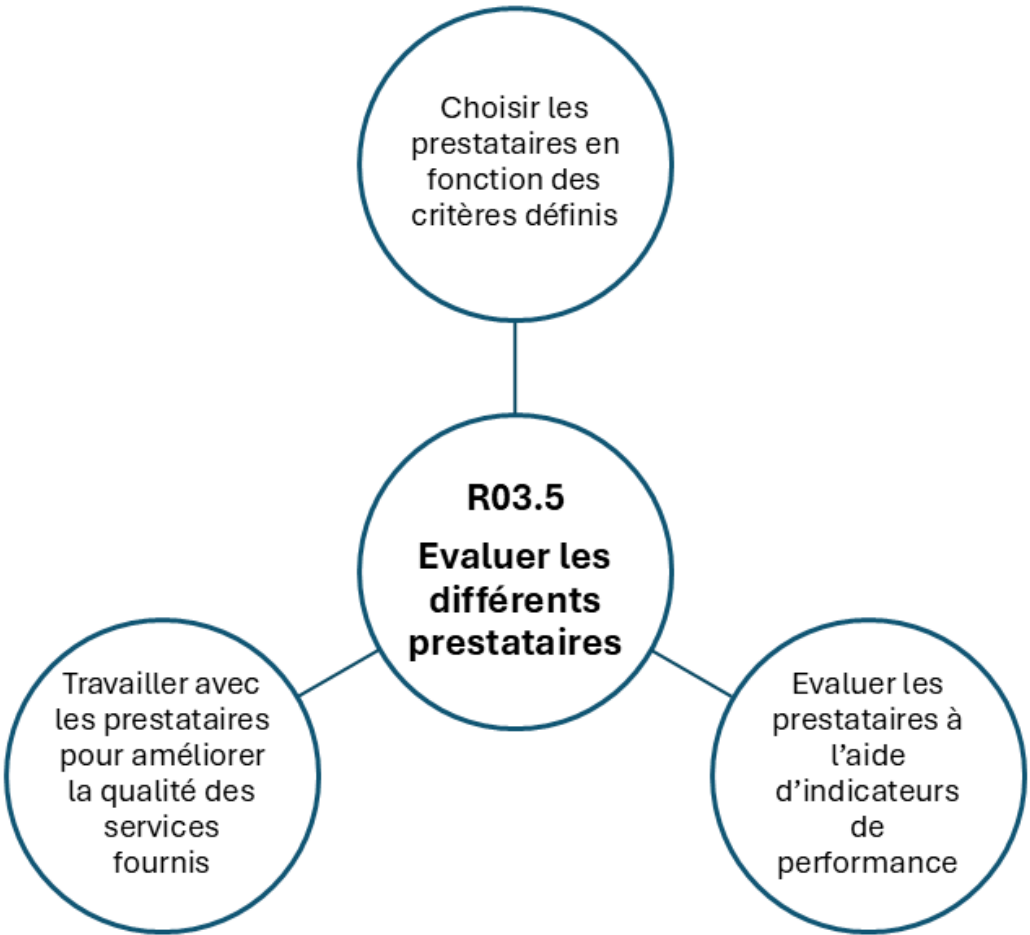 Choisir les
prestataires en
fonction des
critères définis
R03.5
Evaluer les
différents
prestataires
Travailler avec
les prestataires
pour améliorer
la qualité des
services
fournis
Evaluer les
prestataires à
l’aide
d’indicateurs
de
performance